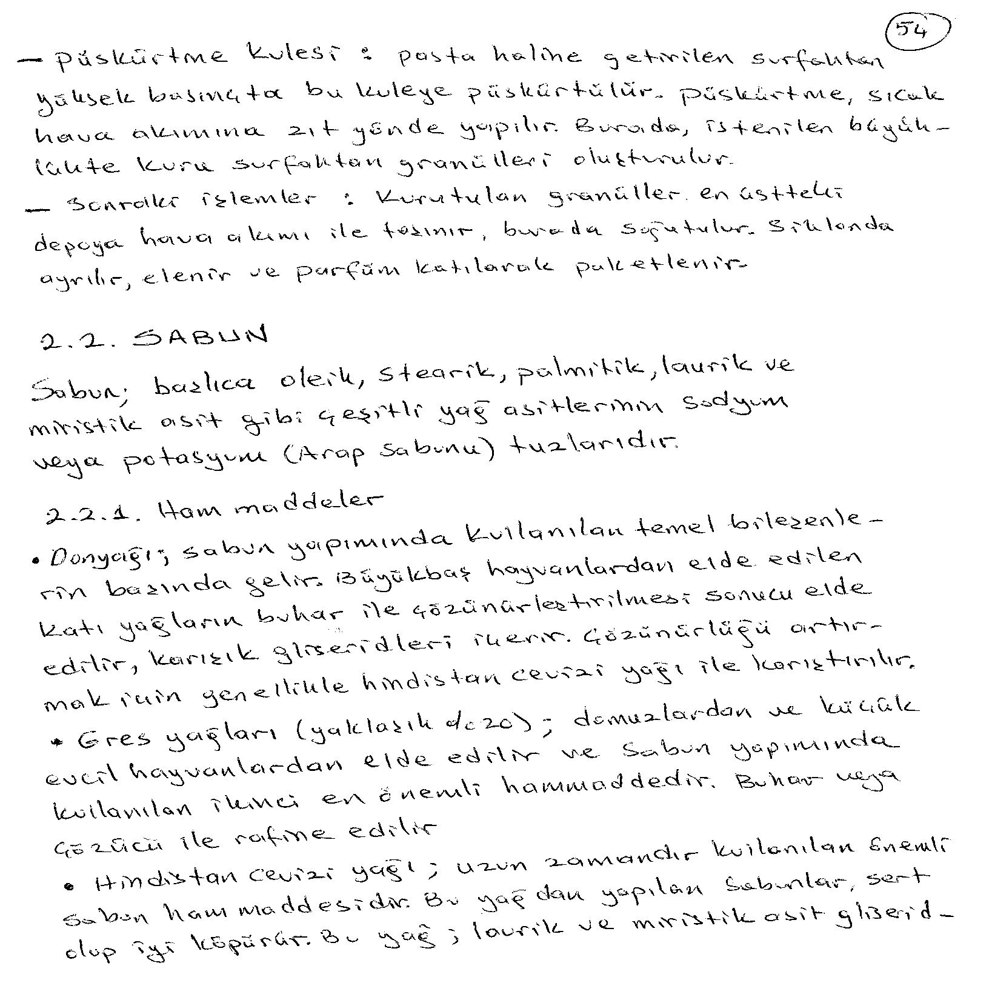 54
— Püskürtme Kulesi : pasta haline getirilen surfaktan
yüksek basınçta bu kuleye püskürtülür. Püskürtme, sıcak
hava akımına zıt yönde yapılır. Burada, istenilen büyük-
lükte kuru surfaktan granülleri oluşturulur.
— Sonraki işlemler : Kurutulan granüller en üstteki
depoya hava akımı ile taşınır, burada soğutulur. Siklonda
ayrılır, elenir ve parfüm katılarak paketlenir.
2.2. SABUN
Sabun; başlıca oleik, stearik, palmitik, laurik ve
miristik asit gibi çeşitli yağ asitlerinin sodyum
veya potasyum (Arap Sabunu) tuzlarıdır.
2.2.1. Ham maddeler
• Donyağı; sabun yapımında kullanılan temel bileşenle-
rin başında gelir. Büyükbaş hayvanlardan elde edilen
katı yağların buhar ile çözünürleştirilmesi sonucu elde
edilir, karışık gliseridleri içerir. Çözünürlüğü artır-
mak için genellikle hindistan cevizi yağı ile karıştırılır.
• Gres yağları (yaklaşık %20); domuzlardan ve küçük
evcil hayvanlardan elde edilir ve sabun yapımında
kullanılan ikinci en önemli hammaddedir. Buhar veya
çözücü ile rafine edilir
• Hindistan cevizi yağı; uzun zamandır kullanılan önemli
sabun ham maddesidir. Bu yağdan yapılan sabunlar, sert
olup iyi köpürür. Bu yağ; laurik ve miristik asit gliserid-